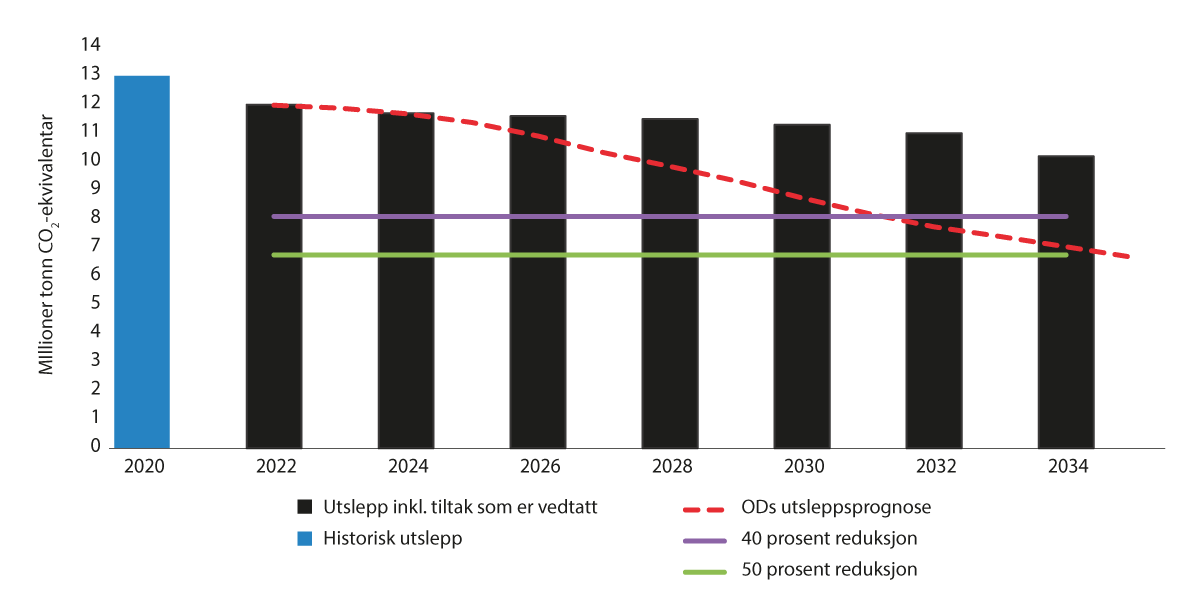 MIllioner tonn CO₂-ekvivalentar
14
13
12
11
10
9
8
7
6
5
4
3
2
1
0
2020 2022 2024 2026 2028 2030 2032 2034
Utslepp inkl. tiltak som er vedtatt
Historisk utslepp
ODs utsleppsprognose
40 prosent reduksjon
50 prosent reduksjon